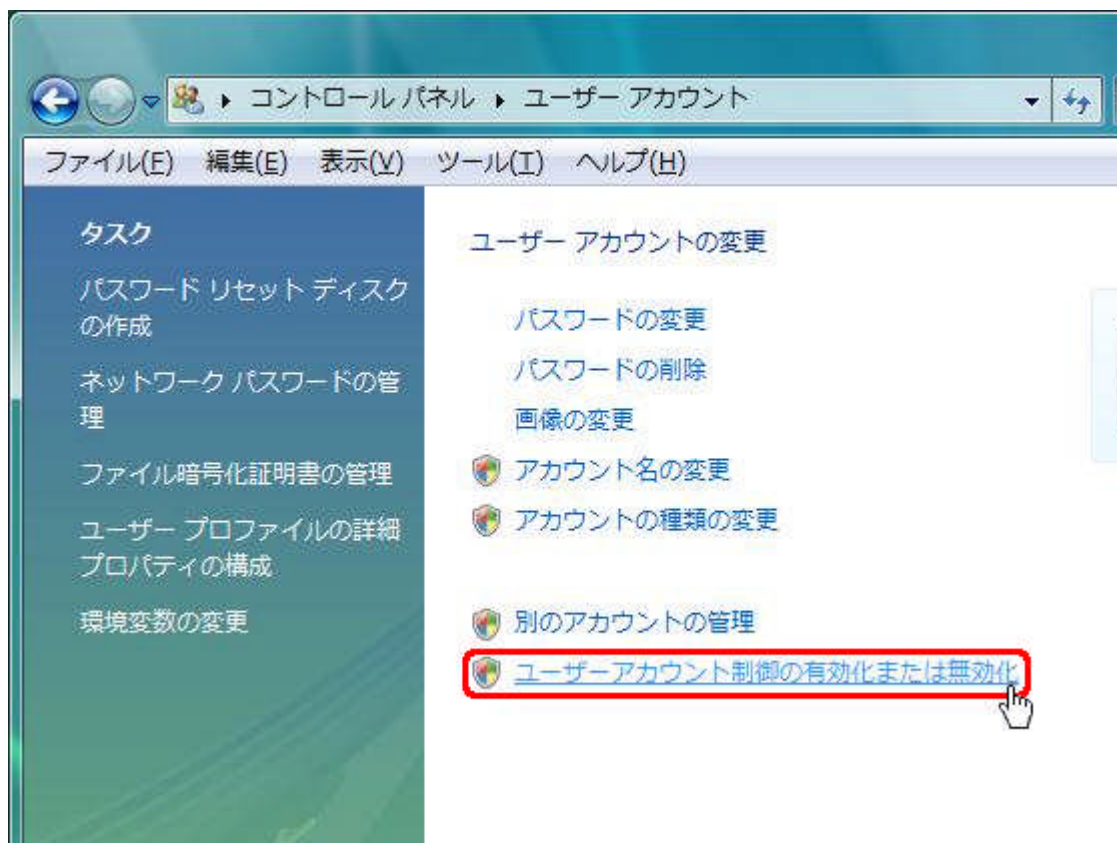 コントロール パネル ユーザー アカウント
ファイル(F) 編集(E) 表示(V) ツール(T) ヘルプ(H)
タスク
パスワード リセット ディスク
の作成
ネットワーク パスワードの管
理
ファイル暗号化証明書の管理
ユーザー プロファイルの詳細
プロパティの構成
環境変数の変更
ユーザー アカウントの変更
パスワードの変更
パスワードの削除
画像の変更
アカウント名の変更
アカウントの種類の変更
別のアカウントの管理
ユーザーアカウント制御の有効化または無効化